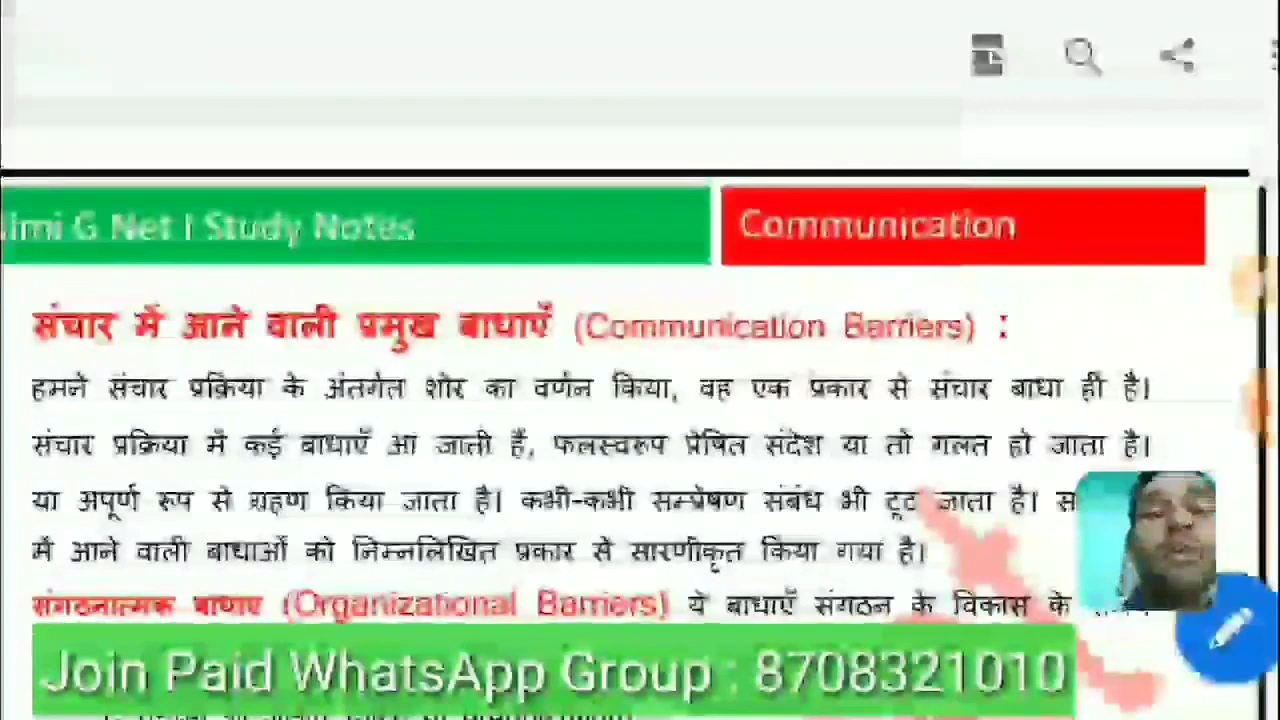 G Net | Study Notes
Communication
संचार में आने वाली प्रमुख बाधाएँ (Communication Barriers) :
हमने संचार प्रक्रिया के अंतर्गत शोर का वर्णन किया, वह एक प्रकार से संचार बाधा ही है।
संचार प्रक्रिया में कई बाधाएँ आ जाती हैं, फलस्वरूप प्रेषित संदेश या तो गलत हो जाता है।
या अपूर्ण रूप से ग्रहण किया जाता है। कभी-कभी सम्प्रेषण संबंध भी टूट जाता है।
में आने वाली बाधाओं को निम्नलिखित प्रकार से सारणीकृत किया गया है।
संगठनात्मक बाधाएं (Organizational Barriers) ये बाधाएँ संगठन के विकास के
Join Paid WhatsApp Group : 8708321010